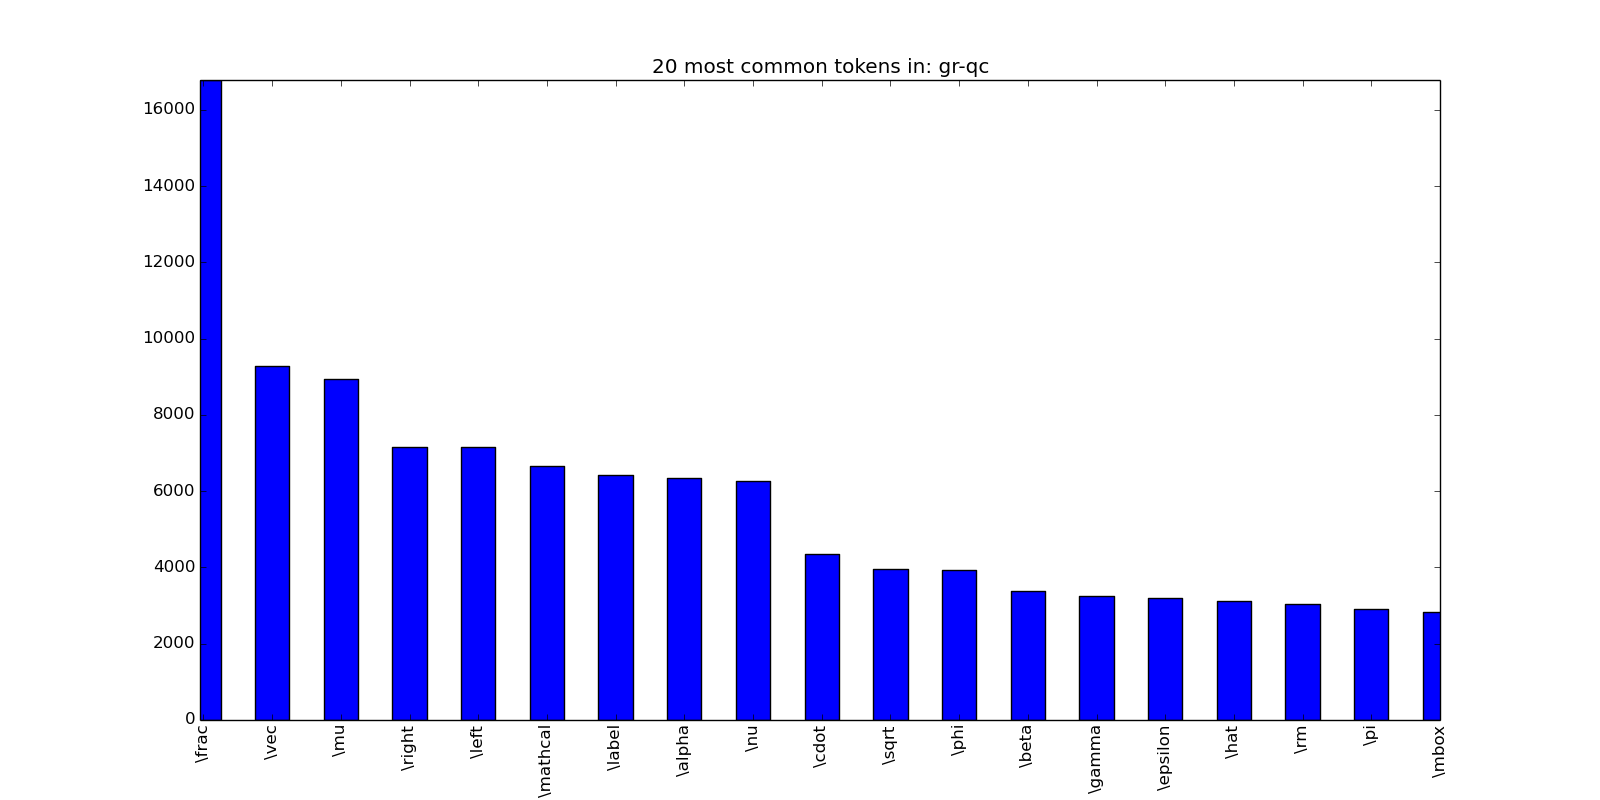 20 most common tokens in: gr-qc
16000
14000
12000
10000
8000
6000
4000
2000
0
\frac
\vec
\mu
\right
\left
\mathcal
\label
\alpha
\nu
\cdot
\sqrt
\phi
\beta
\gamma
\epsilon
\hat
\rm
\pi
\mbox